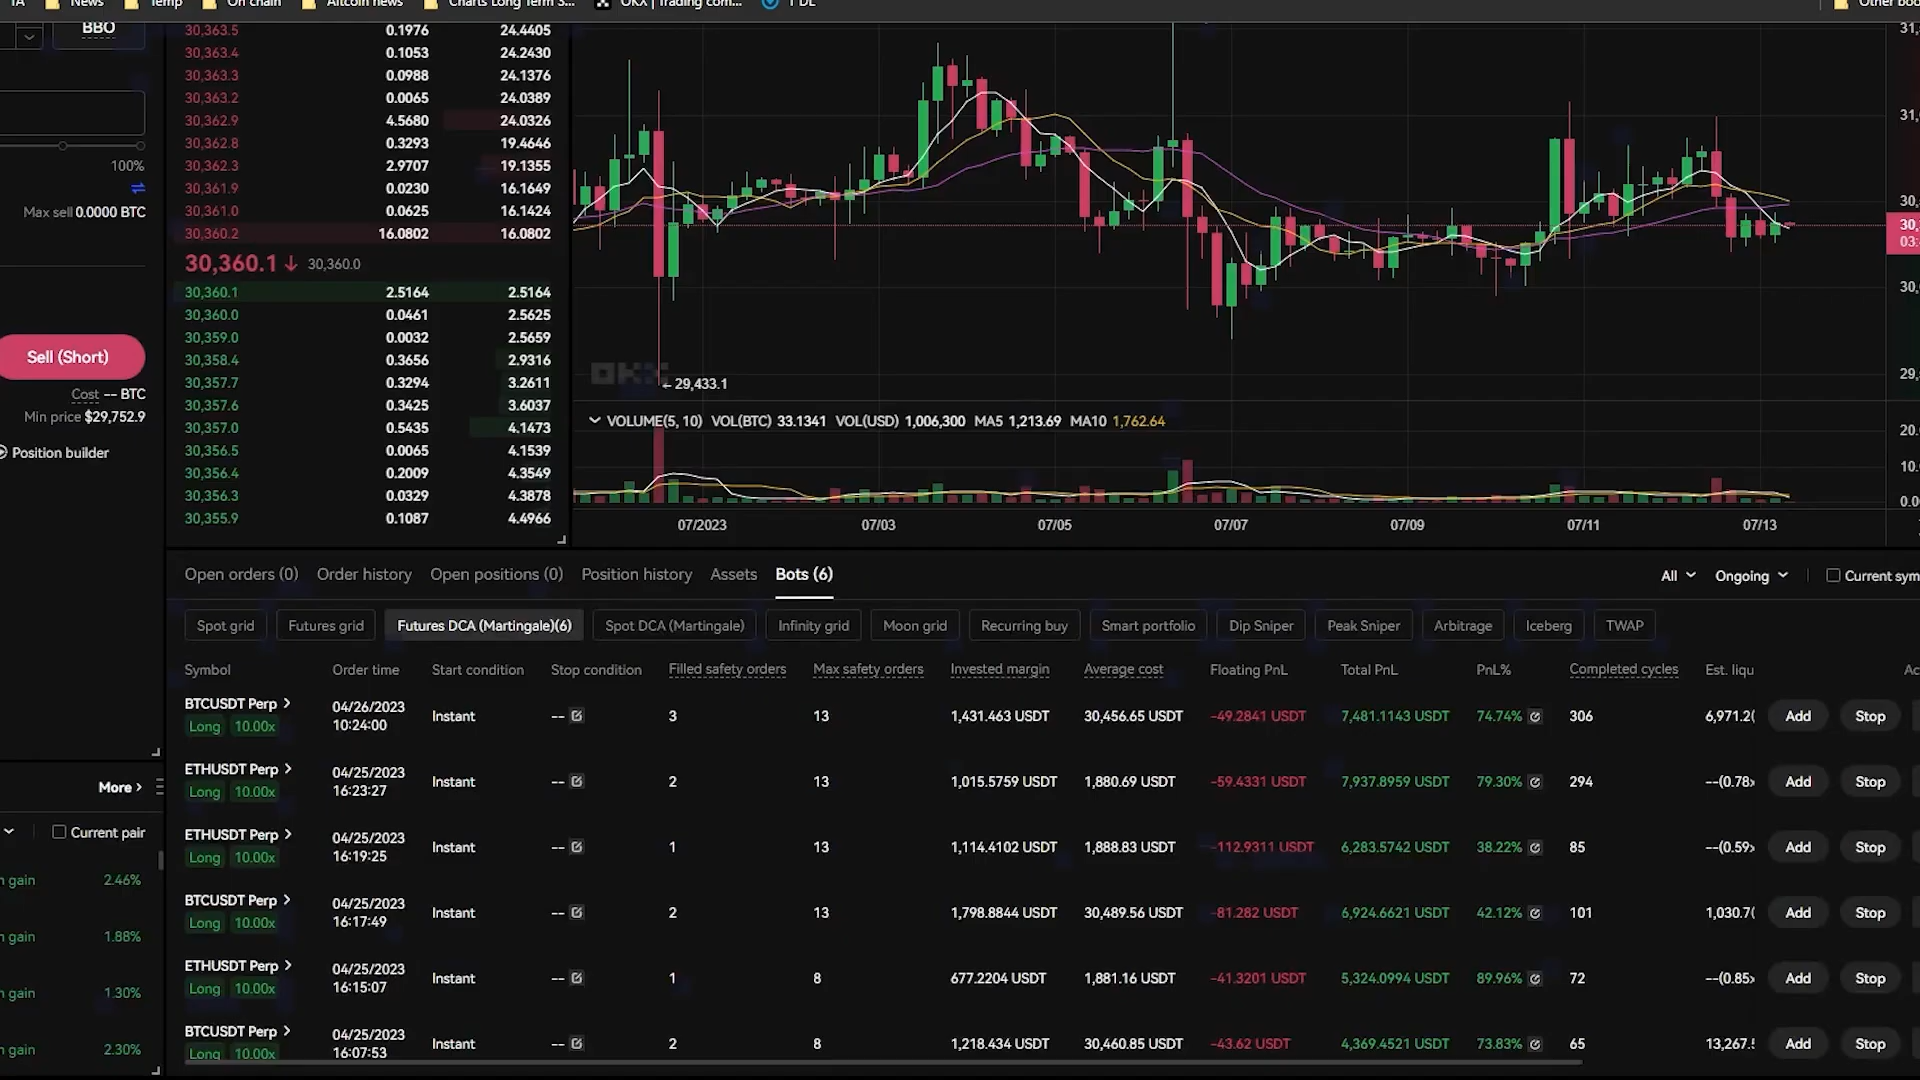 TA News Temp On chain Altcoin news Charts Long Term S... OKX | Trading com...
BBO
100%
Max sell 0.0000 BTC
Sell (Short)
Cost -- BTC
Min price $29,752.9
Position builder
More >
Current pair
gain 2.46%
gain 1.88%
gain 1.30%
gain 2.30%
30,363.5 0.1976 24.4405
30,363.4 0.1053 24.2430
30,363.3 0.0988 24.1376
30,363.2 0.0065 24.0389
30,362.9 4.5680 24.0326
30,362.8 0.3293 19.4646
30,362.3 2.9707 19.1355
30,361.9 0.0230 16.1649
30,361.0 0.0625 16.1424
30,360.2 16.0802 16.0802
30,360.1 ↓ 30,360.0
30,360.1 2.5164 2.5164
30,360.0 0.0461 2.5625
30,359.0 0.0032 2.5659
30,358.4 0.3656 2.9316
30,357.7 0.3294 3.2611
30,357.6 0.3425 3.6037
30,357.0 0.5435 4.1473
30,356.5 0.0065 4.1539
30,356.4 0.2009 4.3549
30,356.3 0.0329 4.3878
30,355.9 0.1087 4.4966
OKX
←29,433.1
VOLUME(5, 10) VOL(BTC) 33.1341 VOL(USD) 1,006,300 MA5 1,213.69 MA10 1,762.64
07/2023 07/03 07/05 07/07 07/09 07/11 07/13
Open orders (0) Order history Open positions (0) Position history Assets Bots (6) All Ongoing Current sym
Spot grid Futures grid Futures DCA (Martingale)(6) Spot DCA (Martingale) Infinity grid Moon grid Recurring buy Smart portfolio Dip Sniper Peak Sniper Arbitrage Iceberg TWAP
Symbol Order time Start condition Stop condition Filled safety orders Max safety orders Invested margin Average cost Floating PnL Total PnL PnL% Completed cycles Est. liqu
BTCUSDT Perp > 04/26/2023 10:24:00 Instant -- 3 13 1,431.463 USDT 30,456.65 USDT -49.2841 USDT 7,481.1143 USDT 74.74% 306 6,971.2( Add Stop
Long 10.00x
ETHUSDT Perp > 04/25/2023 16:23:27 Instant -- 2 13 1,015.5759 USDT 1,880.69 USDT -59.4331 USDT 7,937.8959 USDT 79.30% 294 --(0.78 Add Stop
Long 10.00x
ETHUSDT Perp > 04/25/2023 16:19:25 Instant -- 1 13 1,114.4102 USDT 1,888.83 USDT -112.9311 USDT 6,283.5742 USDT 38.22% 85 --(0.59 Add Stop
Long 10.00x
BTCUSDT Perp > 04/25/2023 16:17:49 Instant -- 2 13 1,798.8844 USDT 30,489.56 USDT -81.282 USDT 6,924.6621 USDT 42.12% 101 1,030.7( Add Stop
Long 10.00x
ETHUSDT Perp > 04/25/2023 16:15:07 Instant -- 1 8 677.2204 USDT 1,881.16 USDT -41.3201 USDT 5,324.0994 USDT 89.96% 72 --(0.85 Add Stop
Long 10.00x
BTCUSDT Perp > 04/25/2023 16:07:53 Instant -- 2 8 1,218.434 USDT 30,460.85 USDT -43.62 USDT 4,369.4521 USDT 73.83% 65 13,267. Add Stop
Long 10.00x